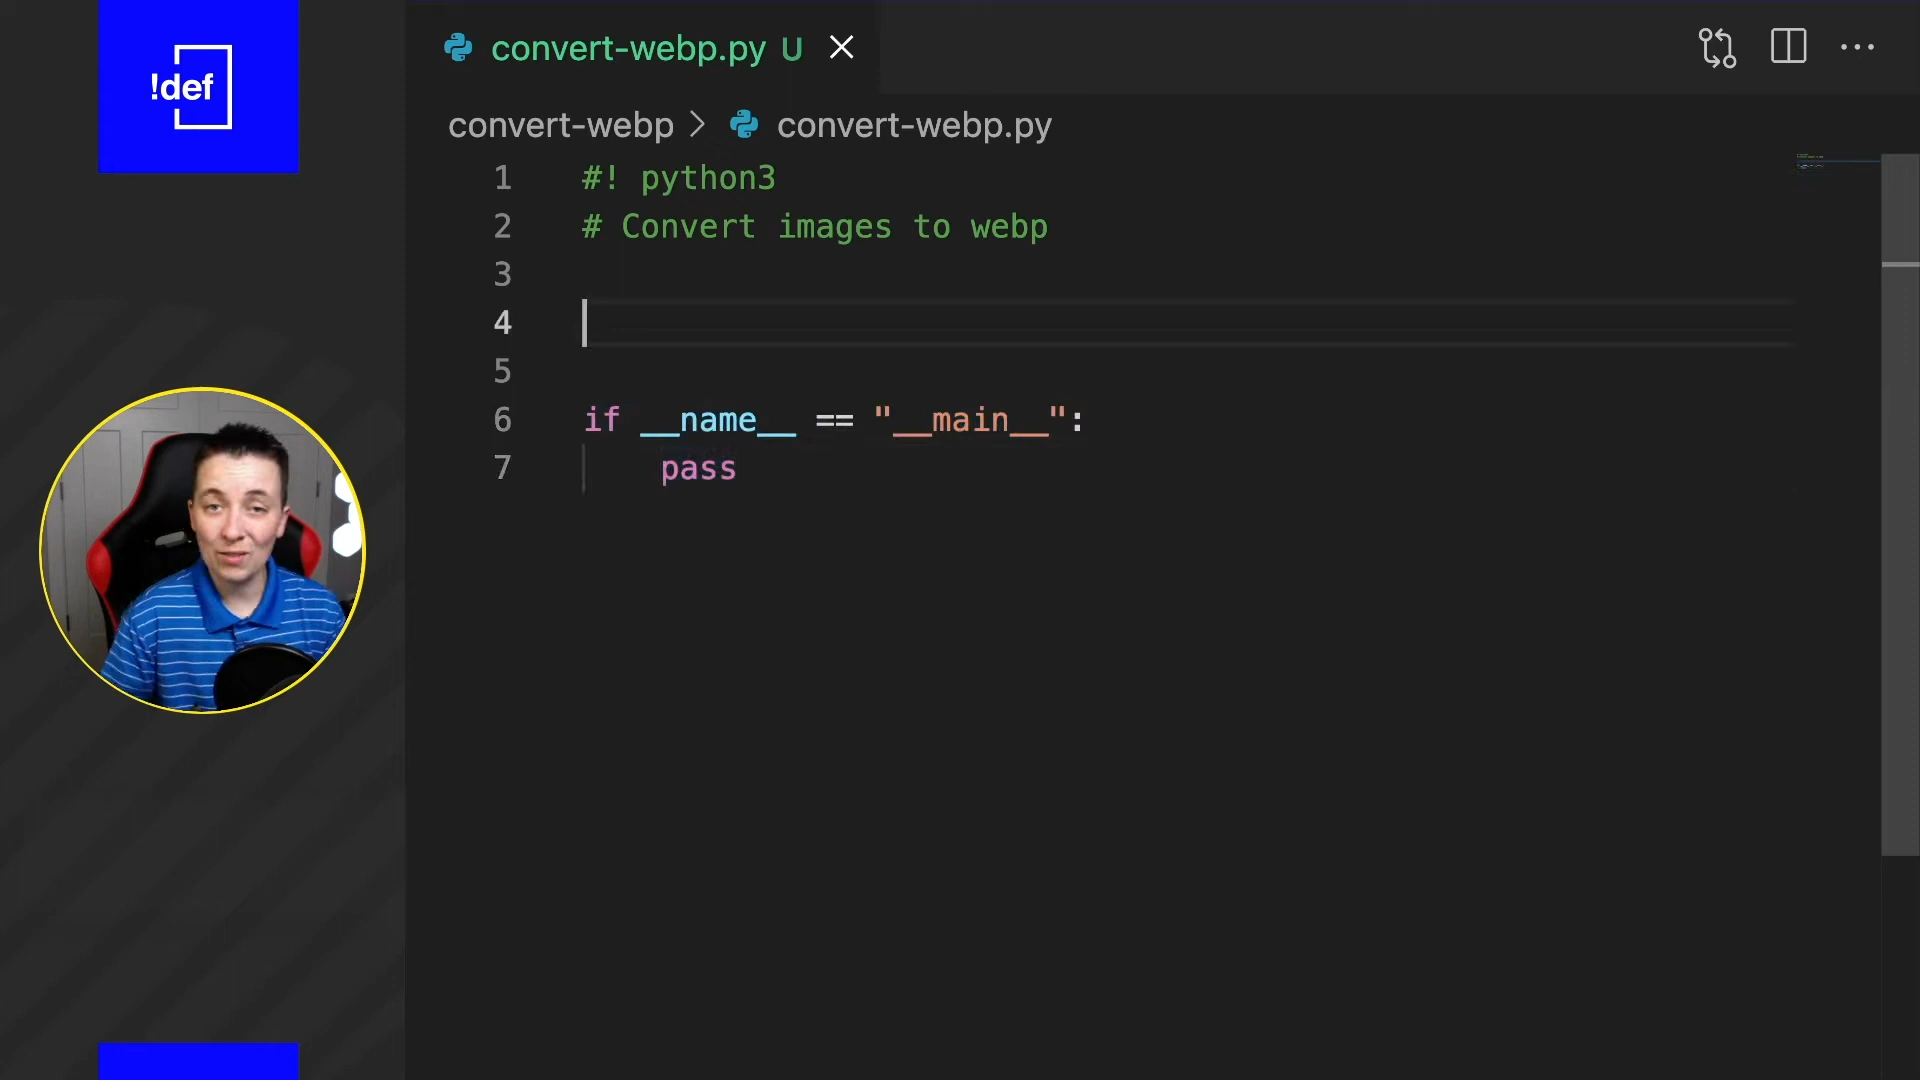 !def
convert-webp.py U
convert-webp > convert-webp.py
1 #! python3
2 # Convert images to webp
3
4
5
6 if __name__ == "__main__":
7 pass